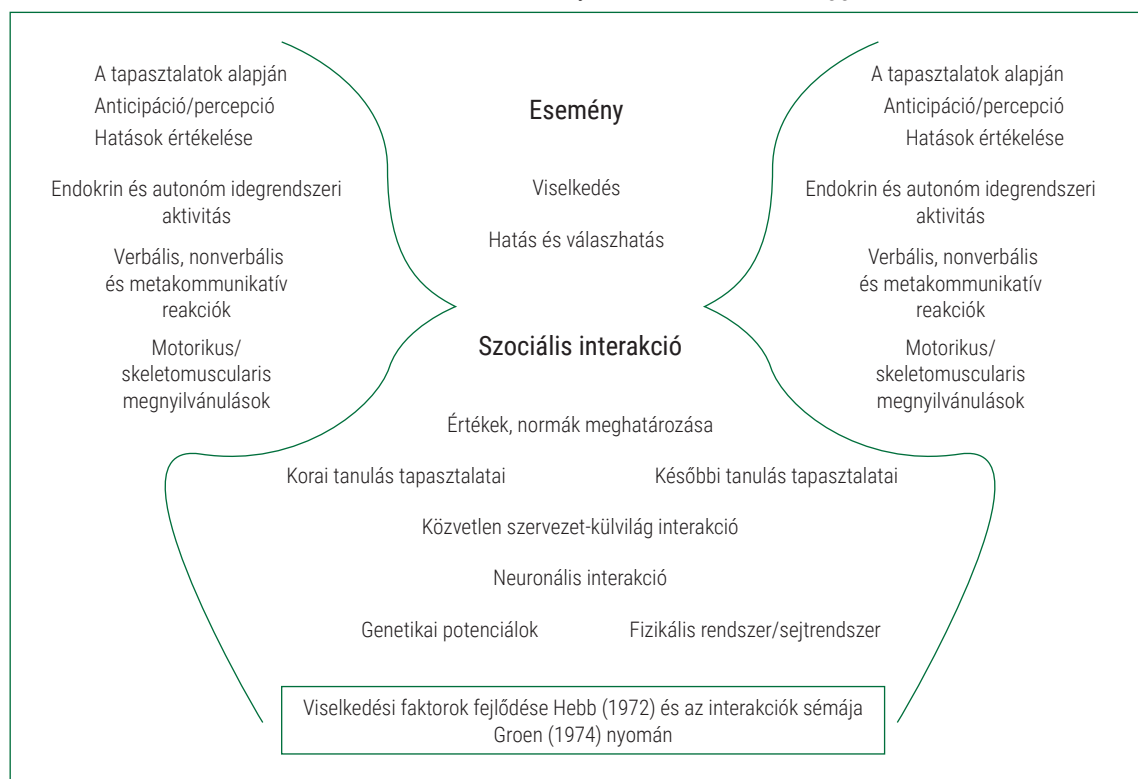 A tapasztalatok alapján
Anticipáció/percepció
Hatások értékelése
Endokrin és autonóm idegrendszeri
aktivitás
Verbális, nonverbális
és metakommunikatív
reakciók
Motorikus/
skeletomuscularis
megnyilvánulások
Esemény
Viselkedés
Hatás és válaszhatás
Szociális interakció
A tapasztalatok alapján
Anticipáció/percepció
Hatások értékelése
Endokrin és autonóm idegrendszeri
aktivitás
Verbális, nonverbális
és metakommunikatív
reakciók
Motorikus/
skeletomuscularis
megnyilvánulások
Értékek, normák meghatározása
Korai tanulás tapasztalatai
Későbbi tanulás tapasztalatai
Közvetlen szervezet-külvilág interakció
Neuronális interakció
Genetikai potenciálok
Fizikális rendszer/sejtrendszer
Viselkedési faktorok fejlődése Hebb (1972) és az interakciók sémája
Groen (1974) nyomán